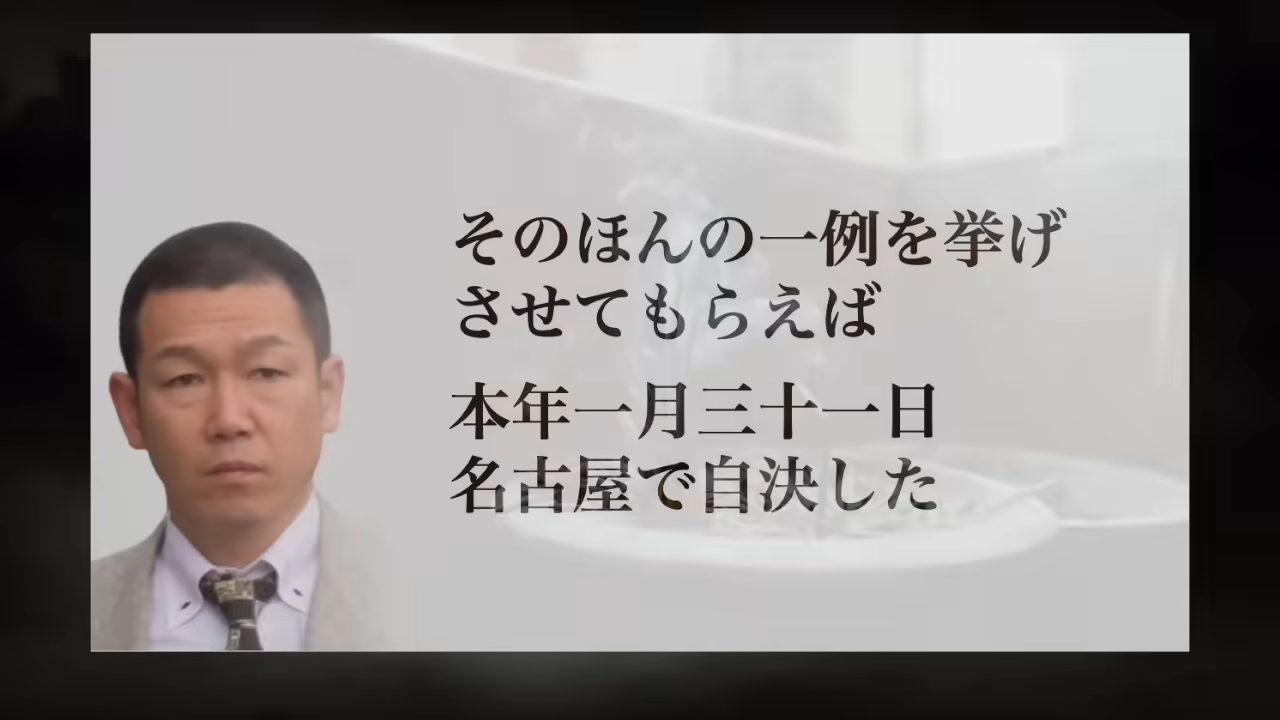 そのほんの一例を挙げ
させてもらえば
本年一月三十一日
名古屋で自決した